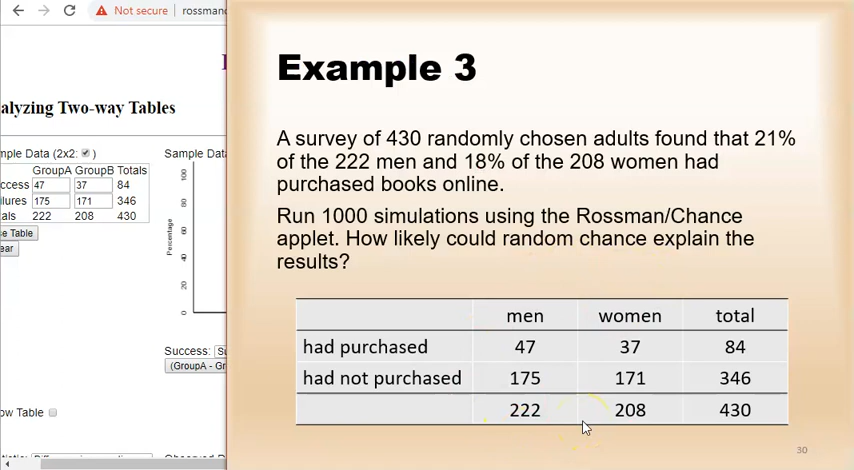 Not secure
rossmanc
alyzing Two-way Tables
mple Data (2x2: )
Sample Data
GroupA GroupB Totals
ccess 47 37 84
ilures 175 171 346
als 222 208 430
se Table
ear
Percentage
0 20 40 60 80 100
Success: Su
(GroupA - Gr
ow Table
Example 3
A survey of 430 randomly chosen adults found that 21%
of the 222 men and 18% of the 208 women had
purchased books online.
Run 1000 simulations using the Rossman/Chance
applet. How likely could random chance explain the
results?
men women total
had purchased 47 37 84
had not purchased 175 171 346
222 208 430
30